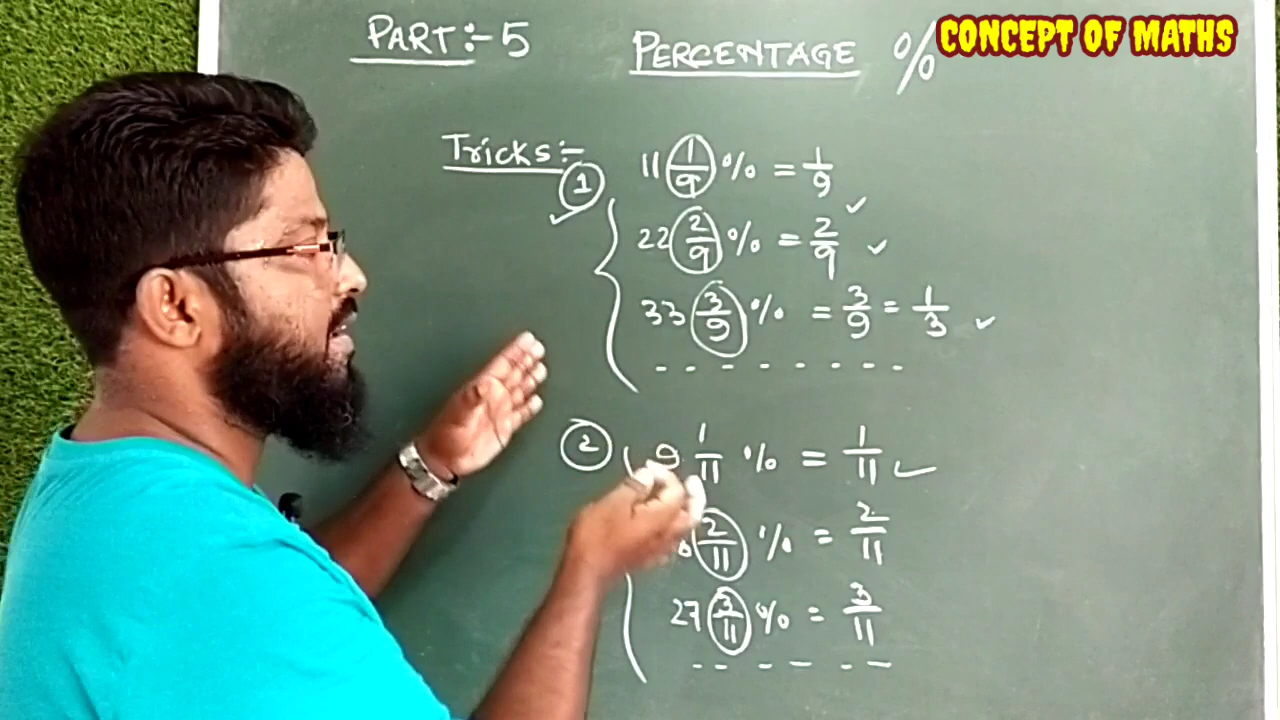 PART:- 5 PERCENTAGE % CONCEPT OF MATHS
Tricks:-
1 11 1/9 % = 1/9
22 2/9 % = 2/9
33 3/9 % = 3/9 = 1/3
2 9 1/11 % = 1/11
2/11 % = 2/11
27 3/11 % = 3/11